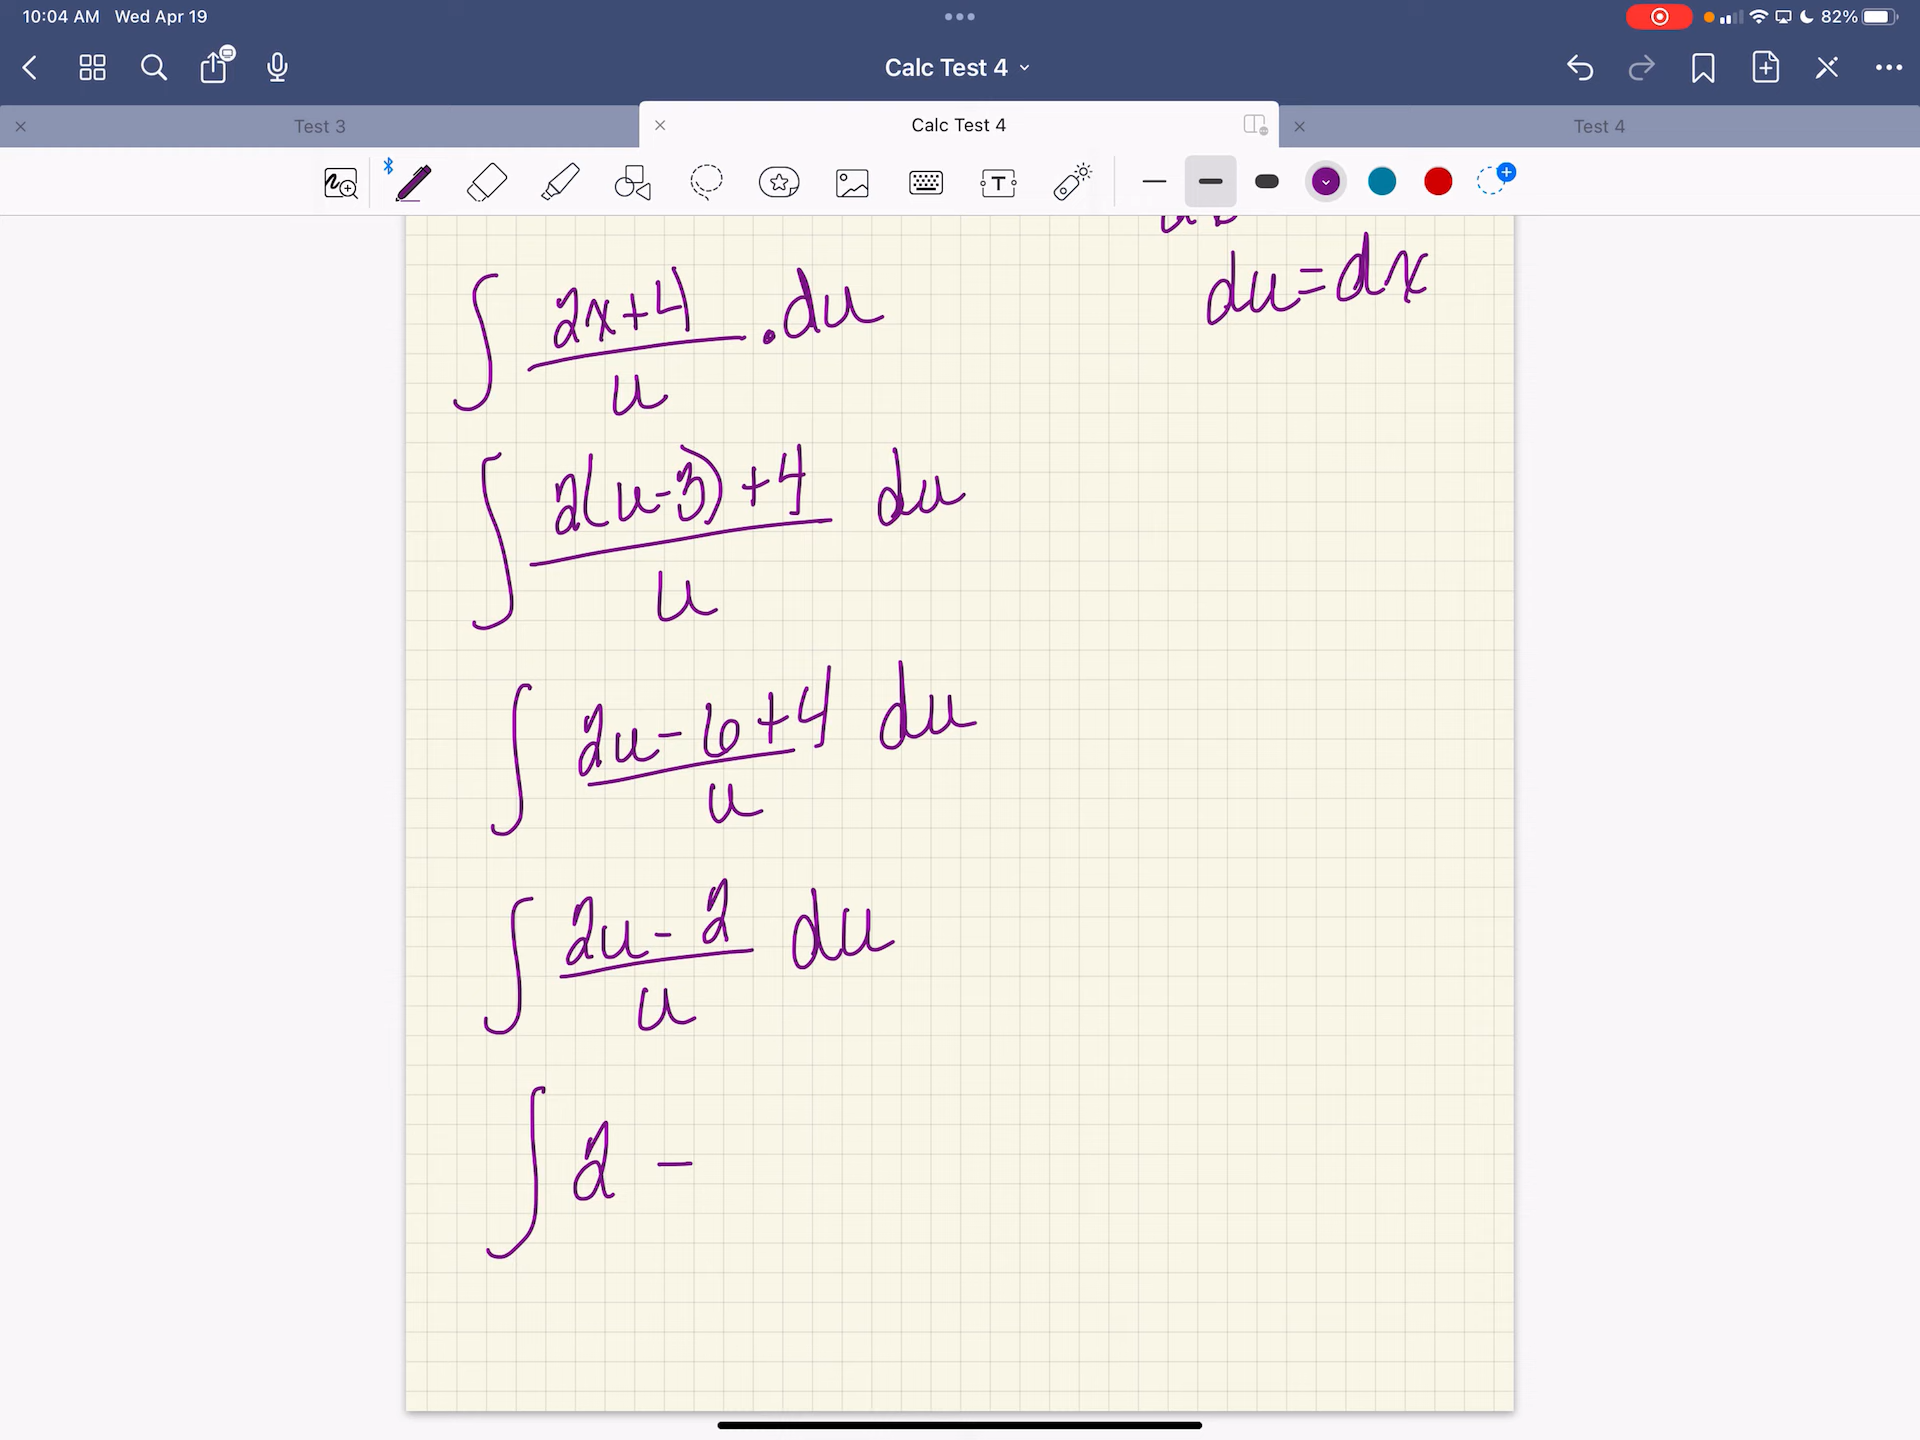 10:04 AM Wed Apr 19
82%
Calc Test 4
Test 3
Calc Test 4
Test 4
T
du = dx
∫ (2x+4)/u · du
∫ (2(u-3)+4)/u du
∫ (2u-6+4)/u du
∫ (2u-2)/u du
∫ 2 -